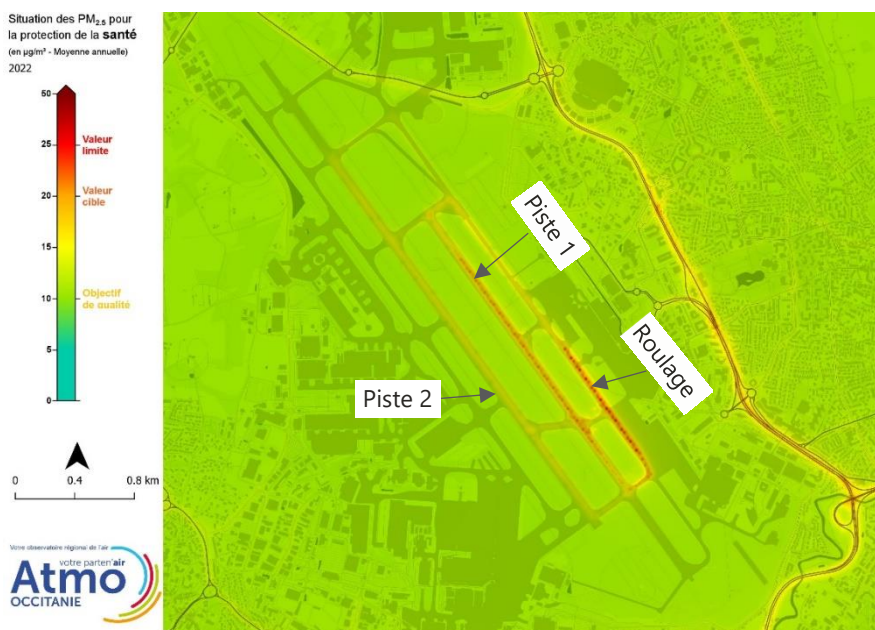 Situation des PM2.5 pour
la protection de la santé
(en µg/m³ - Moyenne annuelle)
2022
50
Valeur
limite
25
Valeur
cible
20
15
Objectif
de qualité
10
5
0
0 0.4 0.8 km
Votre observatoire régional de l'air
votre parten'air
Atmo
OCCITANIE
Piste 1
Roulage
Piste 2